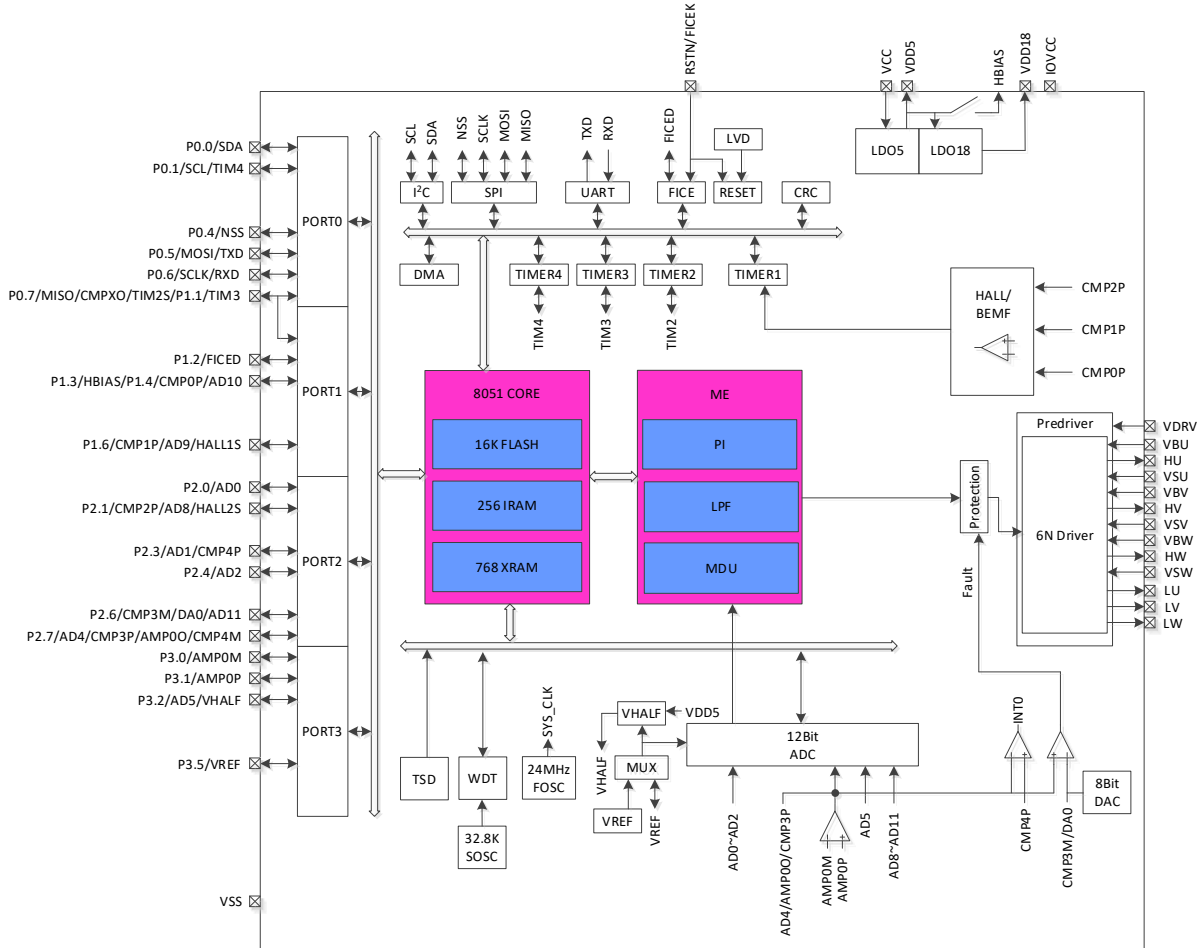 RSTN/FICEK
VCC
VDD5
HBIAS
VDD18
IOVCC
P0.0/SDA
P0.1/SCL/TIM4
P0.4/NSS
P0.5/MOSI/TXD
P0.6/SCLK/RXD
P0.7/MISO/CMPXO/TIM2S/P1.1/TIM3
P1.2/FICED
P1.3/HBIAS/P1.4/CMP0P/AD10
P1.6/CMP1P/AD9/HALL1S
P2.0/AD0
P2.1/CMP2P/AD8/HALL2S
P2.3/AD1/CMP4P
P2.4/AD2
P2.6/CMP3M/DA0/AD11
P2.7/AD4/CMP3P/AMP0O/CMP4M
P3.0/AMP0M
P3.1/AMP0P
P3.2/AD5/VHALF
P3.5/VREF
VSS
PORT0
PORT1
PORT2
PORT3
SCL
SDA
NSS
SCLK
MOSI
MISO
TXD
RXD
FICED
LVD
I²C
SPI
UART
FICE
RESET
CRC
LDO5
LDO18
DMA
TIMER4
TIMER3
TIMER2
TIMER1
TIM4
TIM3
TIM2
HALL/
BEMF
CMP2P
CMP1P
CMP0P
8051 CORE
16K FLASH
256 IRAM
768 XRAM
ME
PI
LPF
MDU
Protection
Fault
Predriver
6N Driver
VDRV
VBU
HU
VSU
VBV
HV
VSV
VBW
HW
VSW
LU
LV
LW
TSD
WDT
32.8K
SOSC
SYS_CLK
24MHz
FOSC
VHALF
VDD5
VHALF
MUX
VREF
VREF
12Bit
ADC
AD0~AD2
AD4/AMP0O/CMP3P
AMP0M
AMP0P
AD5
AD8~AD11
INT0
CMP4P
CMP3M/DA0
8Bit
DAC